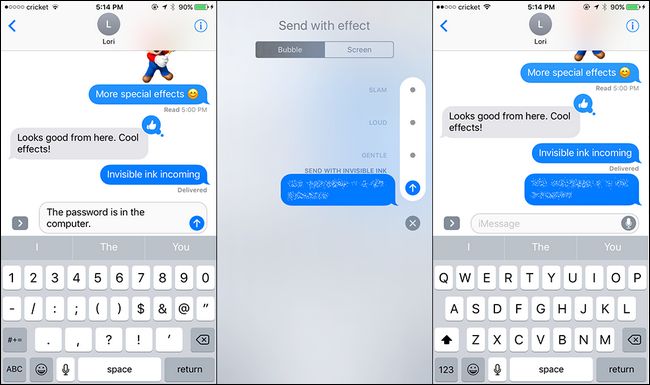 cricket 5:14 PM 90%
L
Lori
More special effects 😊
Read 5:00 PM
Looks good from here. Cool
effects!
Invisible ink incoming
Delivered
The password is in the
computer.
I The You
1 2 3 4 5 6 7 8 9 0
- / : ; ( ) $ & @ "
#+= . , ? ! ' 
ABC space return
Send with effect
Bubble Screen
SLAM
LOUD
GENTLE
SEND WITH INVISIBLE INK
cricket 5:14 PM 90%
L
Lori
More special effects 😊
Read 5:00 PM
Looks good from here. Cool
effects!
Invisible ink incoming
Delivered
iMessage
I The You
Q W E R T Y U I O P
A S D F G H J K L
Z X C V B N M
123 space return